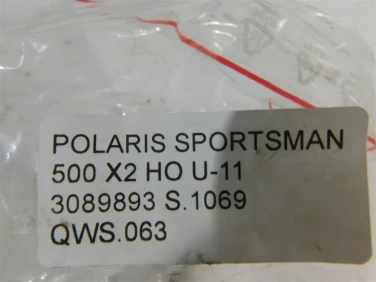 POLARIS SPORTSMAN
500 X2 HO U-11
3089893 S.1069
QWS.063